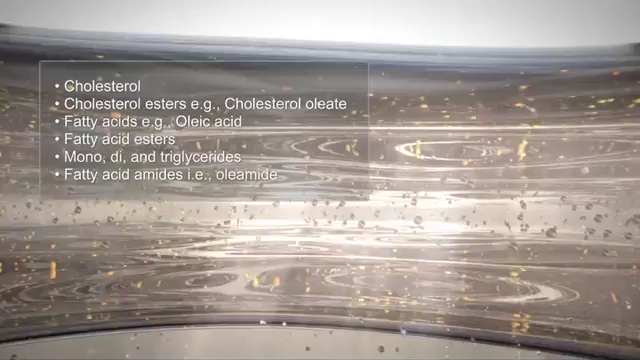 • Cholesterol
• Cholesterol esters e.g., Cholesterol oleate
• Fatty acids e.g., Oleic acid
• Fatty acid esters
• Mono, di, and triglycerides
• Fatty acid amides i.e., oleamide